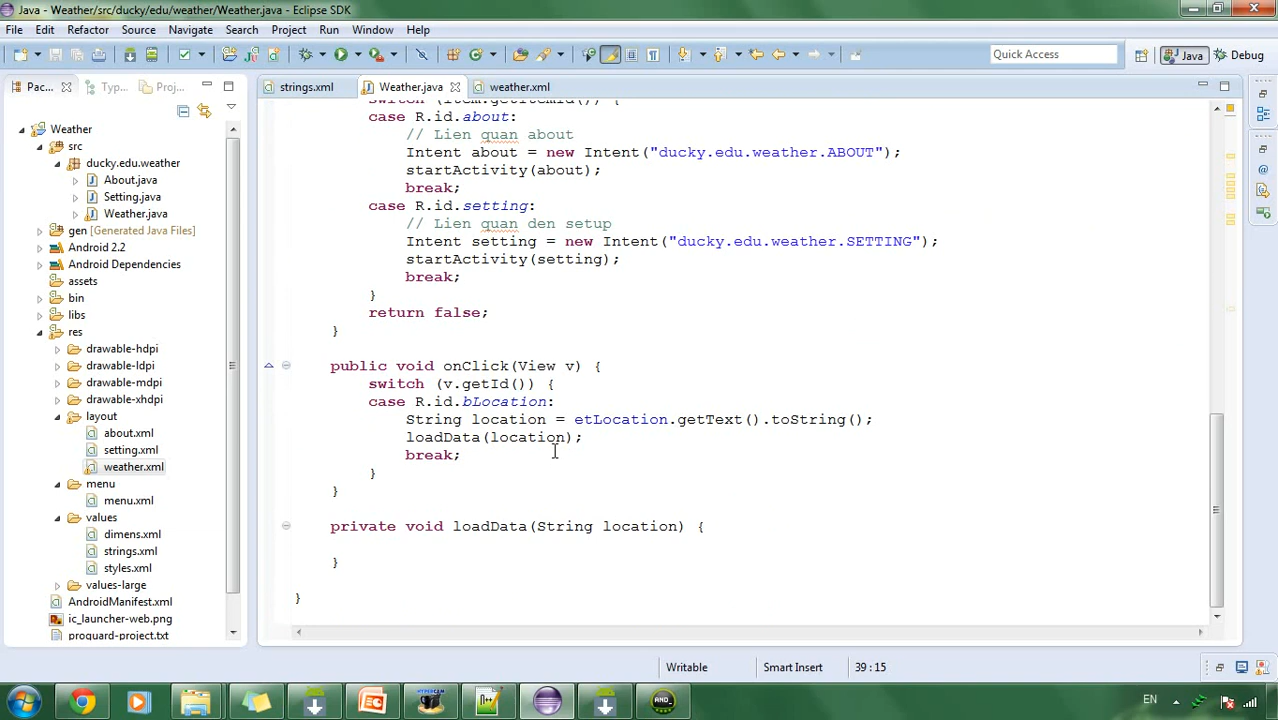 Java - Weather/src/ducky/edu/weather/Weather.java - Eclipse SDK
File Edit Refactor Source Navigate Search Project Run Window Help
Quick Access Java Debug
Pac... Typ... Proj...
strings.xml Weather.java weather.xml
Weather
src
ducky.edu.weather
About.java
Setting.java
Weather.java
gen [Generated Java Files]
Android 2.2
Android Dependencies
assets
bin
libs
res
drawable-hdpi
drawable-ldpi
drawable-mdpi
drawable-xhdpi
layout
about.xml
setting.xml
weather.xml
menu
menu.xml
values
dimens.xml
strings.xml
styles.xml
values-large
AndroidManifest.xml
ic_launcher-web.png
proguard-project.txt
switch (item.getItemId()) {
case R.id.about:
// Lien quan about
Intent about = new Intent("ducky.edu.weather.ABOUT");
startActivity(about);
break;
case R.id.setting:
// Lien quan den setup
Intent setting = new Intent("ducky.edu.weather.SETTING");
startActivity(setting);
break;
}
return false;
}
public void onClick(View v) {
switch (v.getId()) {
case R.id.bLocation:
String location = etLocation.getText().toString();
loadData(location);
break;
}
}
private void loadData(String location) {
}
}
Writable Smart Insert 39 : 15
EN